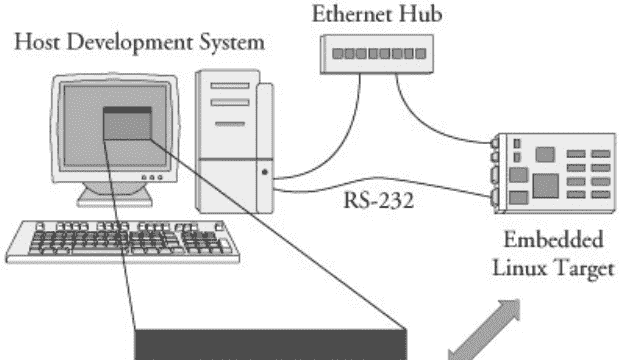 Ethernet Hub
Host Development System
RS-232
Embedded
Linux Target